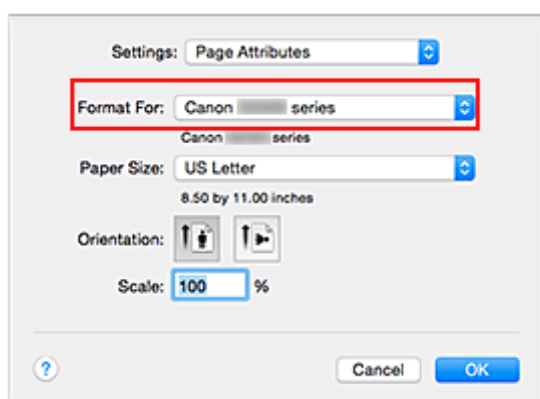 Settings: Page Attributes
Format For: Canon series
Canon series
Paper Size: US Letter
8.50 by 11.00 inches
Orientation:
Scale: 100 %
? Cancel OK